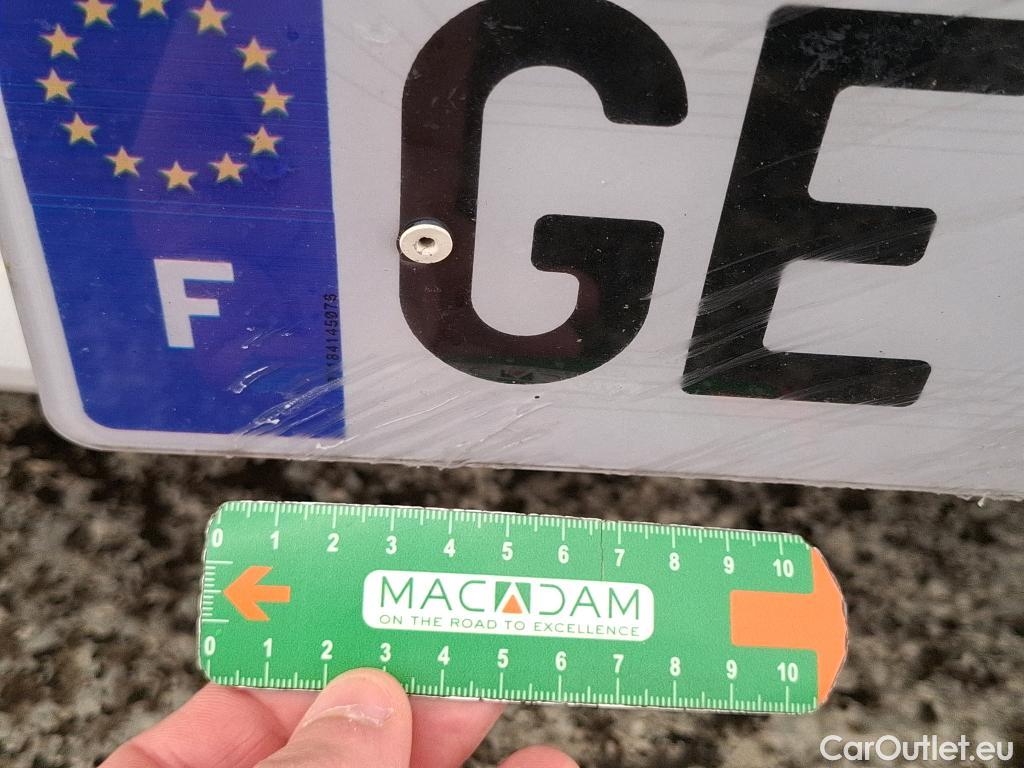 GE
F
184145073
0 1 2 3 4 5 6 7 8 9 10
MACADAM
ON THE ROAD TO EXCELLENCE
0 1 2 3 4 5 6 7 8 9 10
CarOutlet.eu